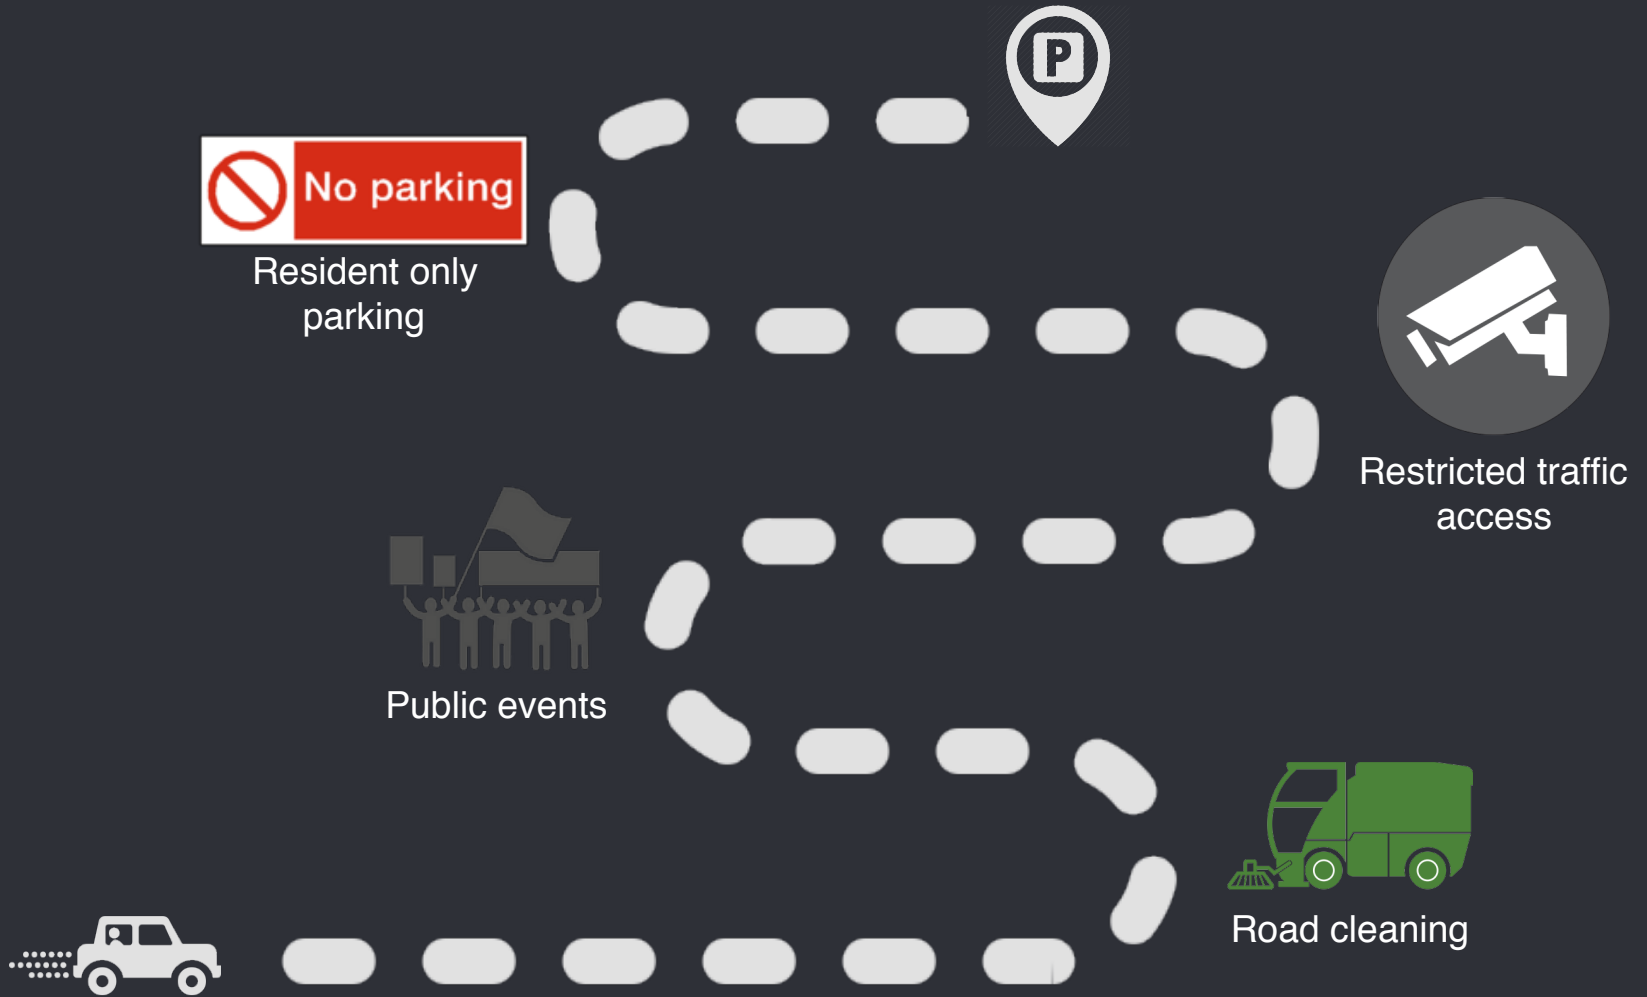 P
No parking
Resident only
parking
Restricted traffic
access
Public events
Road cleaning